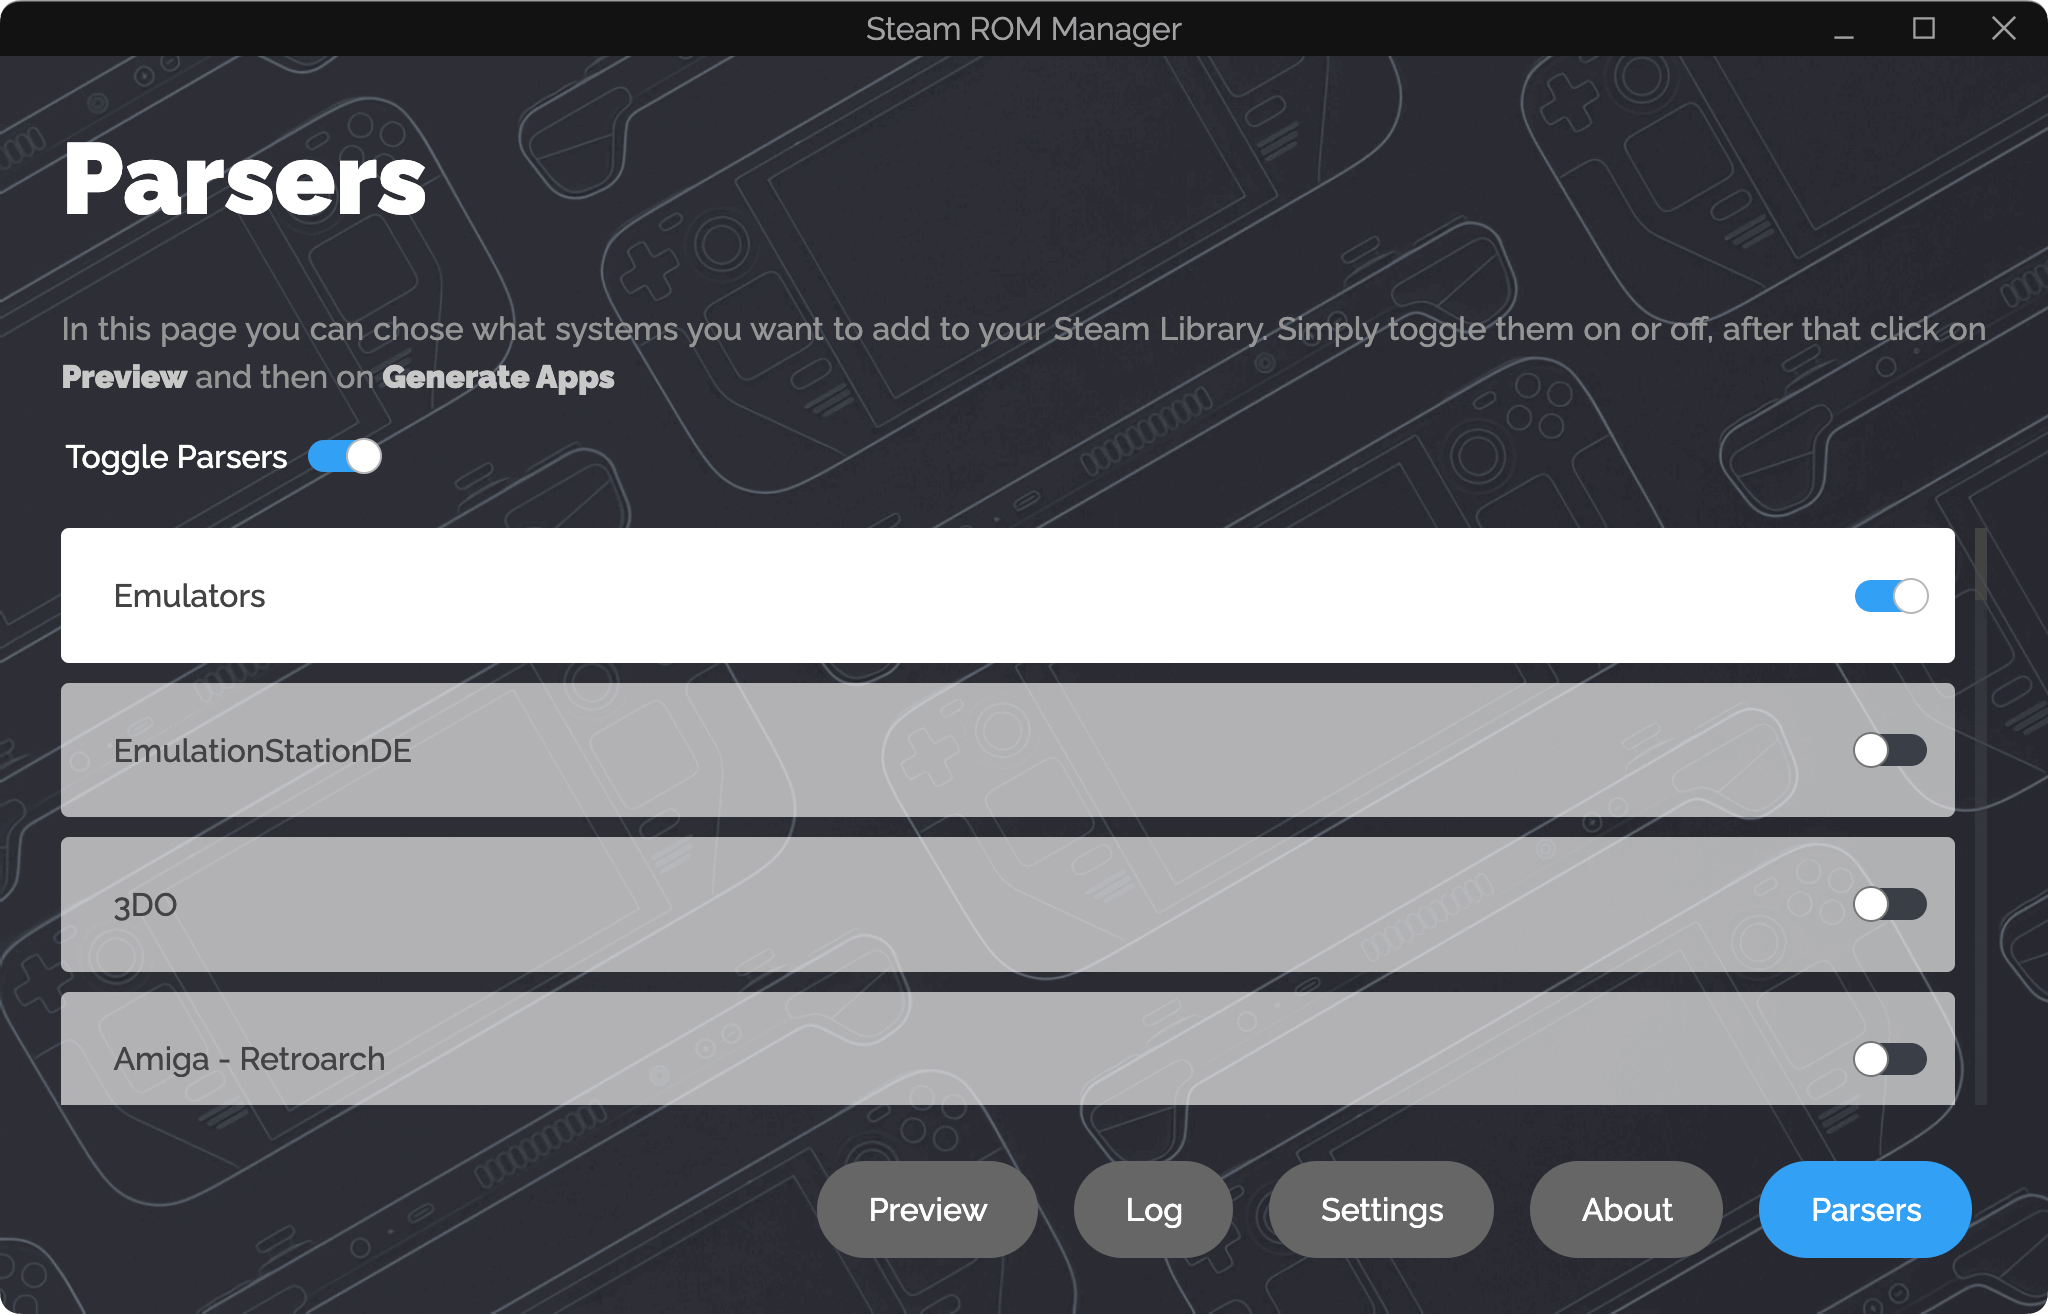 Steam ROM Manager
Parsers
In this page you can chose what systems you want to add to your Steam Library. Simply toggle them on or off, after that click on
Preview and then on Generate Apps
Toggle Parsers
Emulators
EmulationStationDE
3DO
Amiga - Retroarch
Preview
Log
Settings
About
Parsers